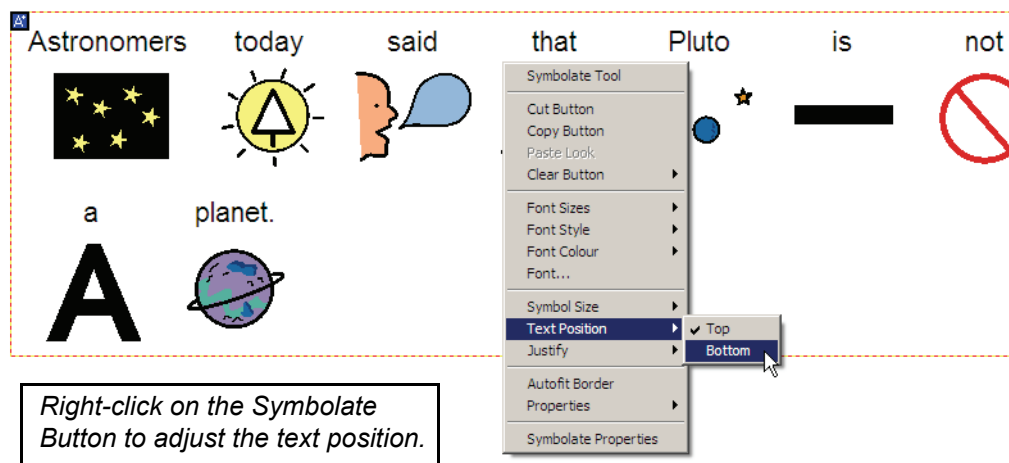 Astronomers today said that Pluto is not
a planet.
A
Symbolate Tool
Cut Button
Copy Button
Paste Look
Clear Button
Font Sizes
Font Style
Font Colour
Font...
Symbol Size
Text Position
Justify
Autofit Border
Properties
Symbolate Properties
Top
Bottom
Right-click on the Symbolate
Button to adjust the text position.